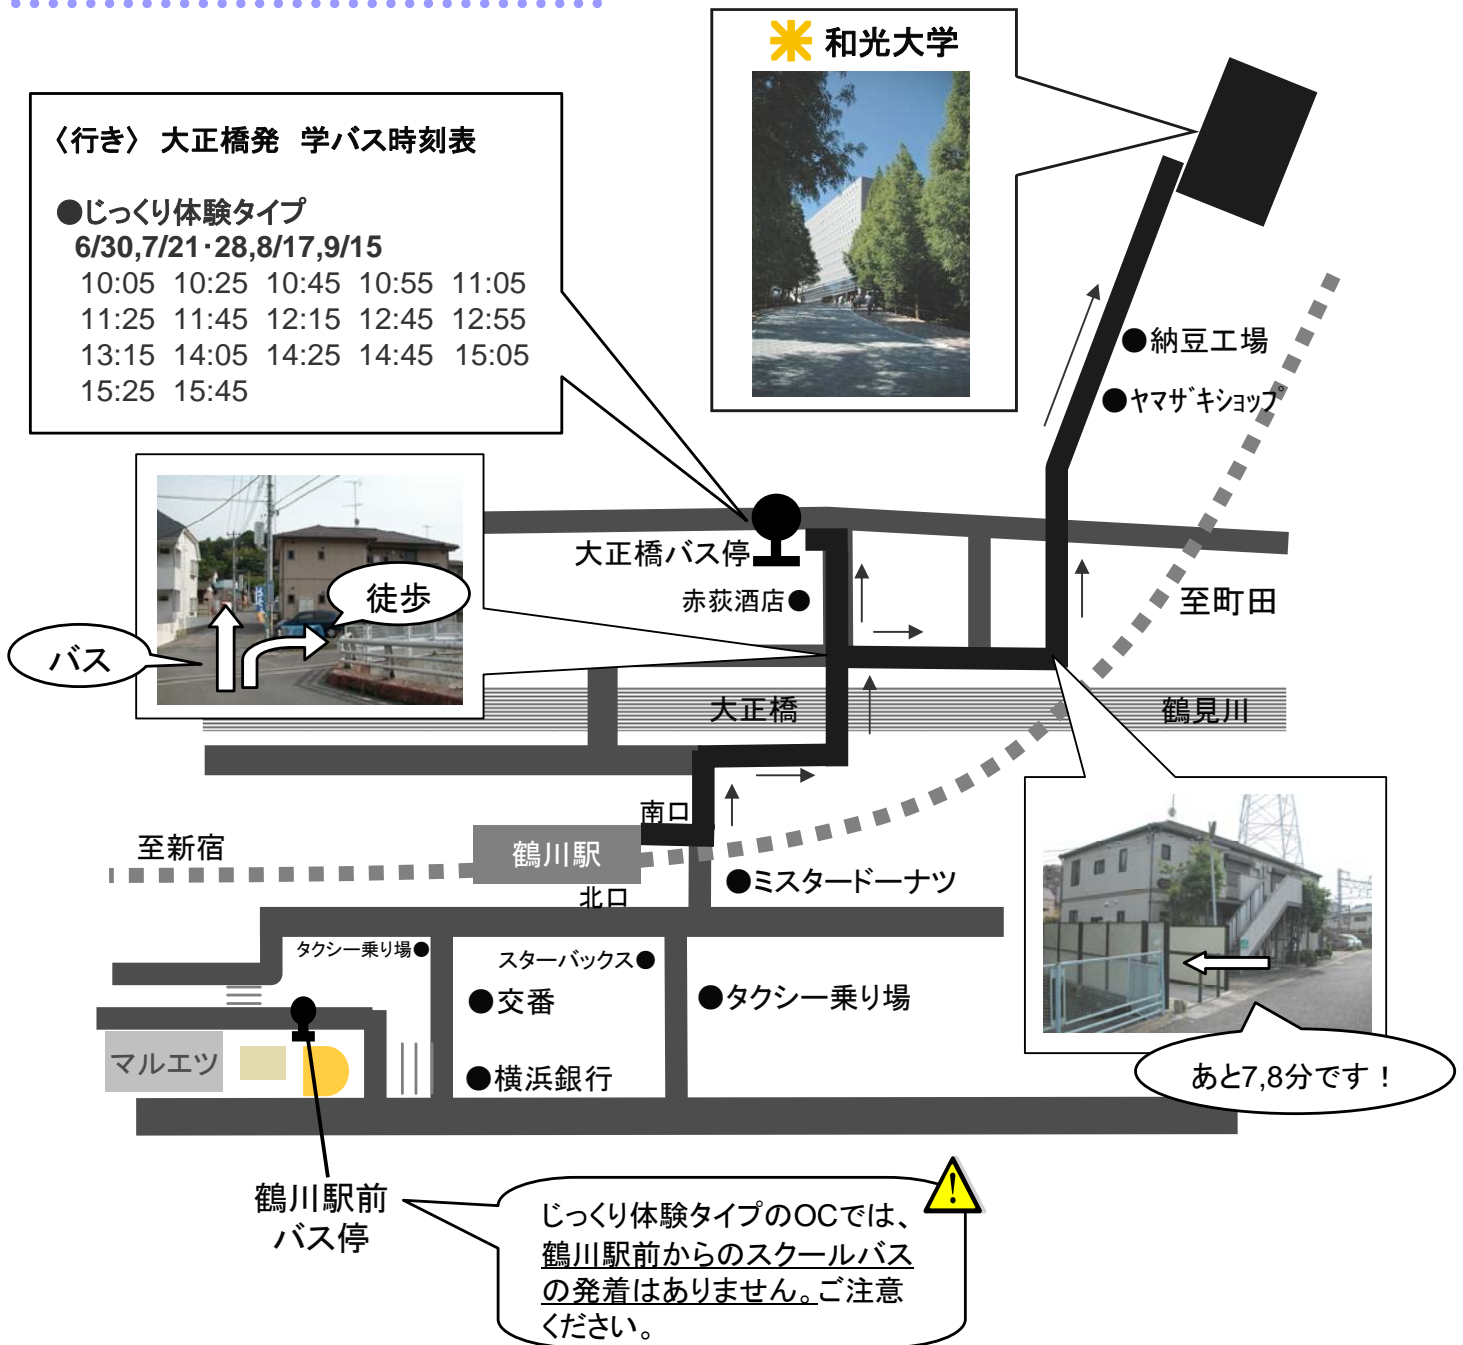 和光大学
〈行き〉 大正橋発 学バス時刻表
●じっくり体験タイプ
6/30,7/21･28,8/17,9/15
10:05 10:25 10:45 10:55 11:05
11:25 11:45 12:15 12:45 12:55
13:15 14:05 14:25 14:45 15:05
15:25 15:45
●納豆工場
●ヤマザキショップ
大正橋バス停
徒歩
赤荻酒店●
至町田
バス
大正橋
鶴見川
南口
至新宿
鶴川駅
●ミスタードーナツ
北口
タクシー乗り場●
スターバックス●
●交番
●タクシー乗り場
マルエツ
●横浜銀行
あと7,8分です！
鶴川駅前
バス停
!
じっくり体験タイプのOCでは、
鶴川駅前からのスクールバス
の発着はありません。ご注意
ください。